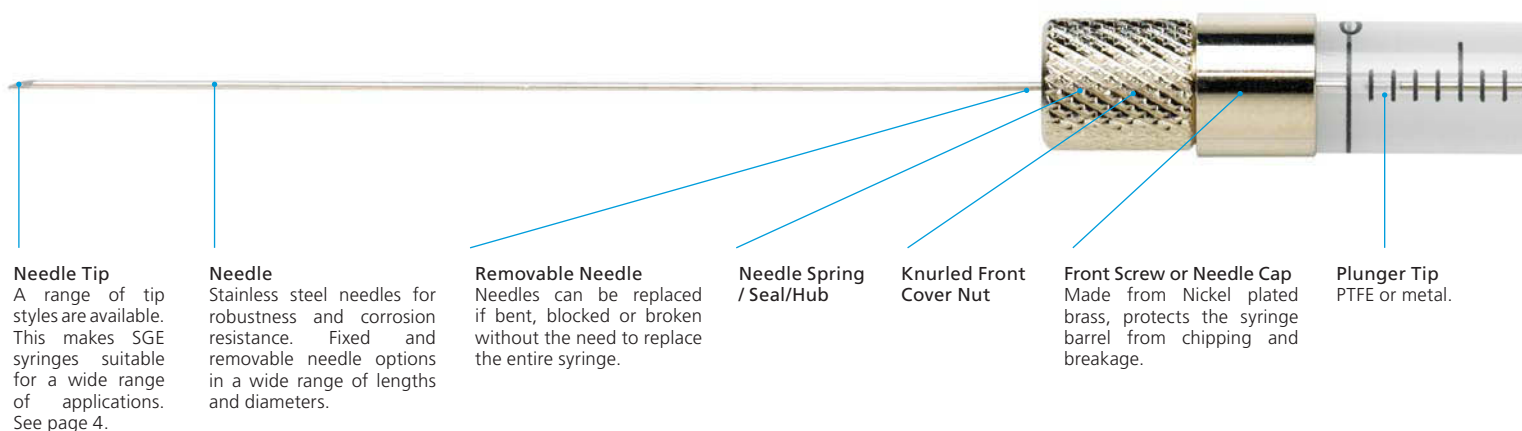 0
Needle Tip
A range of tip
styles are available.
This makes SGE
syringes suitable
for a wide range
of applications.
See page 4.
Needle
Stainless steel needles for
robustness and corrosion
resistance. Fixed and
removable needle options
in a wide range of lengths
and diameters.
Removable Needle
Needles can be replaced
if bent, blocked or broken
without the need to replace
the entire syringe.
Needle Spring
/ Seal/Hub
Knurled Front
Cover Nut
Front Screw or Needle Cap
Made from Nickel plated
brass, protects the syringe
barrel from chipping and
breakage.
Plunger Tip
PTFE or metal.